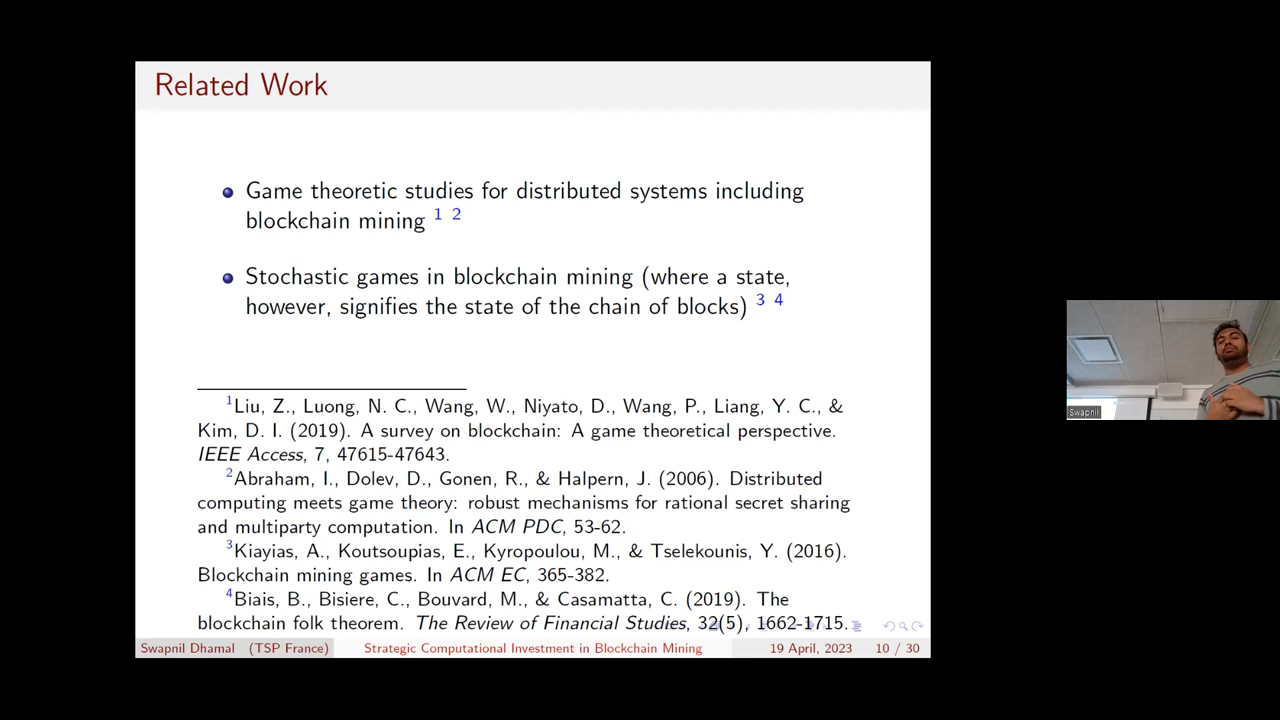 Related Work
Game theoretic studies for distributed systems including
blockchain mining 1 2
Stochastic games in blockchain mining (where a state,
however, signifies the state of the chain of blocks) 3 4
1Liu, Z., Luong, N. C., Wang, W., Niyato, D., Wang, P., Liang, Y. C., &
Kim, D. I. (2019). A survey on blockchain: A game theoretical perspective.
IEEE Access, 7, 47615-47643.
2Abraham, I., Dolev, D., Gonen, R., & Halpern, J. (2006). Distributed
computing meets game theory: robust mechanisms for rational secret sharing
and multiparty computation. In ACM PDC, 53-62.
3Kiayias, A., Koutsoupias, E., Kyropoulou, M., & Tselekounis, Y. (2016).
Blockchain mining games. In ACM EC, 365-382.
4Biais, B., Bisiere, C., Bouvard, M., & Casamatta, C. (2019). The
blockchain folk theorem. The Review of Financial Studies, 32(5), 1662-1715.
Swapnil Dhamal (TSP France) Strategic Computational Investment in Blockchain Mining 19 April, 2023 10 / 30
Swapnil